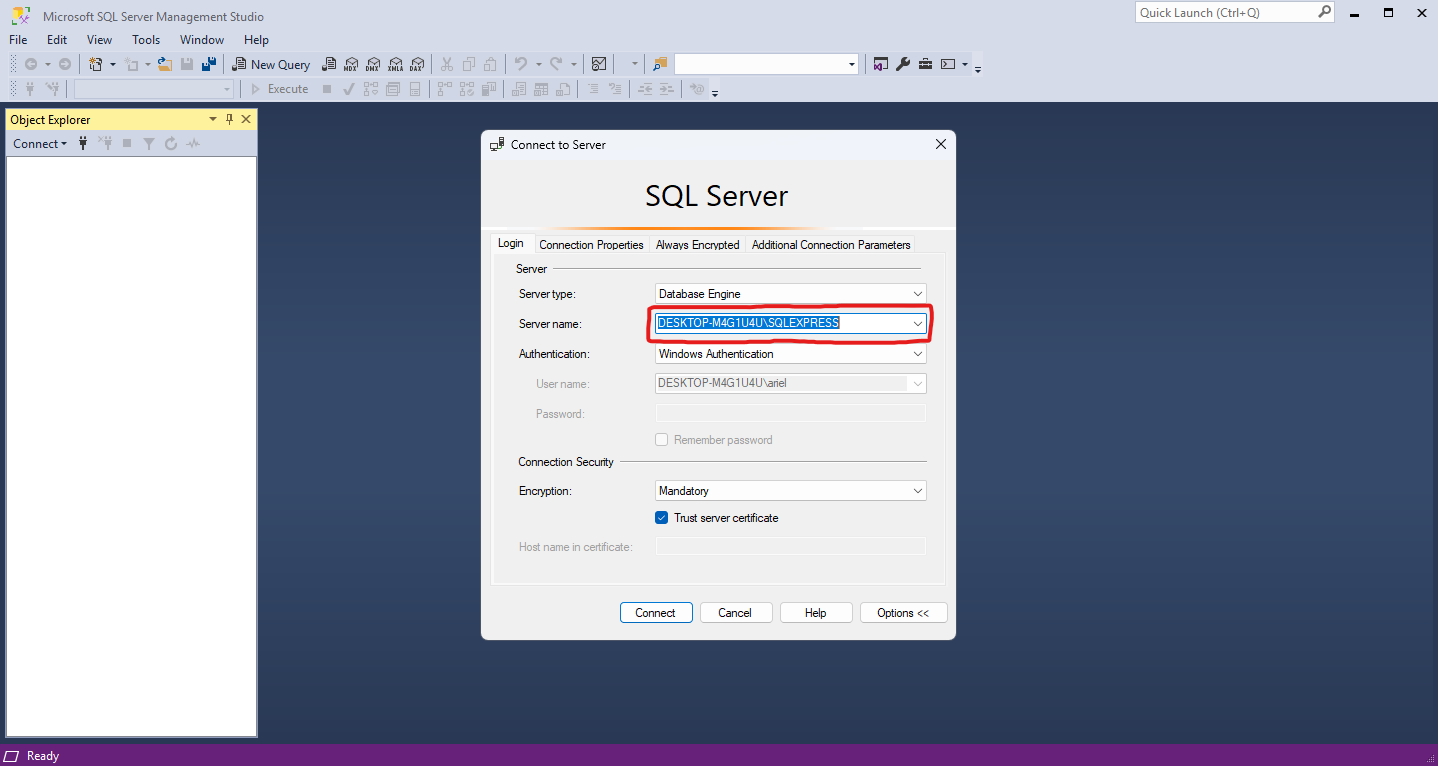 Microsoft SQL Server Management Studio
Quick Launch (Ctrl+Q)
File Edit View Tools Window Help
New Query MDX DMX XMLA DAX
Execute
Object Explorer
Connect
Connect to Server
SQL Server
Login Connection Properties Always Encrypted Additional Connection Parameters
Server
Server type: Database Engine
Server name: DESKTOP-M4G1U4U\SQLEXPRESS
Authentication: Windows Authentication
User name: DESKTOP-M4G1U4U\ariel
Password:
Remember password
Connection Security
Encryption: Mandatory
Trust server certificate
Host name in certificate:
Connect Cancel Help Options <<
Ready